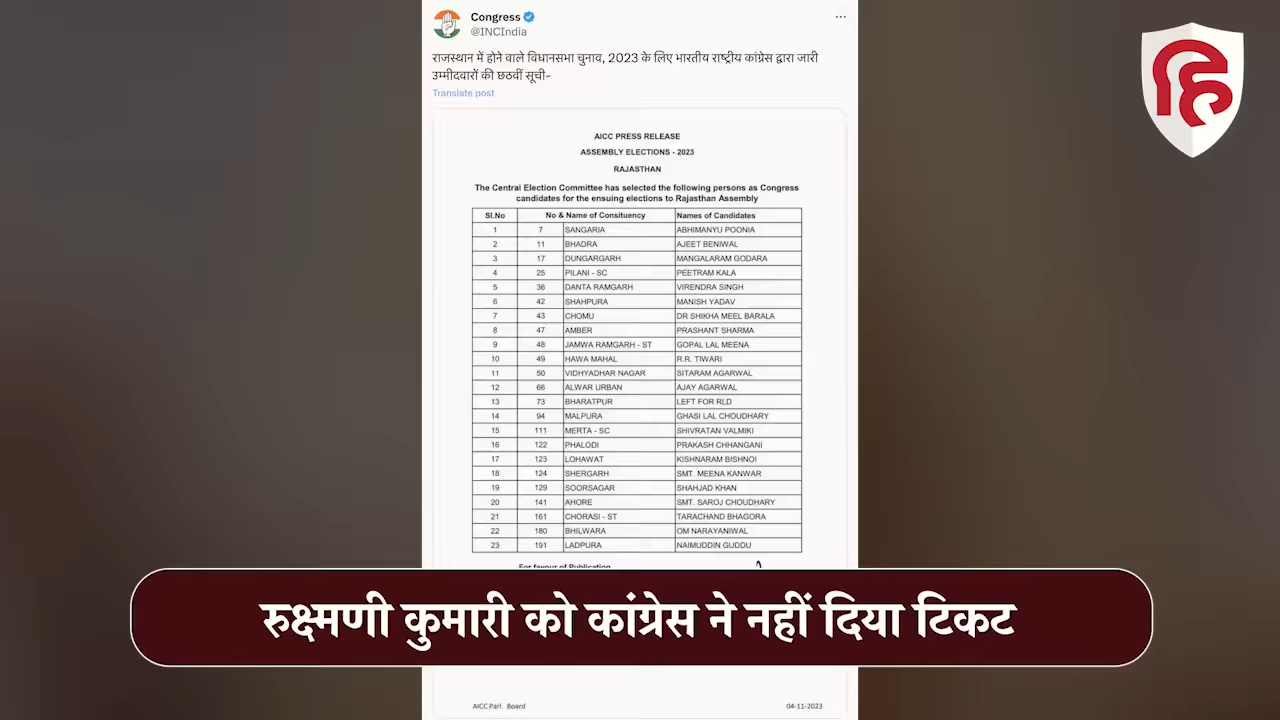 Congress
@INCIndia
राजस्थान में होने वाले विधानसभा चुनाव, 2023 के लिए भारतीय राष्ट्रीय कांग्रेस द्वारा जारी
उम्मीदवारों की छठवीं सूची-
Translate post
AICC PRESS RELEASE
ASSEMBLY ELECTIONS - 2023
RAJASTHAN
The Central Election Committee has selected the following persons as Congress
candidates for the ensuing elections to Rajasthan Assembly
Sl.No No & Name of Consituency Names of Candidates
1 7 SANGARIA ABHIMANYU POONIA
2 11 BHADRA AJEET BENIWAL
3 17 DUNGARGARH MANGALARAM GODARA
4 25 PILANI - SC PEETRAM KALA
5 36 DANTA RAMGARH VIRENDRA SINGH
6 42 SHAHPURA MANISH YADAV
7 43 CHOMU DR SHIKHA MEEL BARALA
8 47 AMBER PRASHANT SHARMA
9 48 JAMWA RAMGARH - ST GOPAL LAL MEENA
10 49 HAWA MAHAL R.R. TIWARI
11 50 VIDHYADHAR NAGAR SITARAM AGARWAL
12 66 ALWAR URBAN AJAY AGARWAL
13 73 BHARATPUR LEFT FOR RLD
14 94 MALPURA GHASI LAL CHOUDHARY
15 111 MERTA - SC SHIVRATAN VALMIKI
16 122 PHALODI PRAKASH CHHANGANI
17 123 LOHAWAT KISHNARAM BISHNOI
18 124 SHERGARH SMT. MEENA KANWAR
19 129 SOORSAGAR SHAHJAD KHAN
20 141 AHORE SMT. SAROJ CHOUDHARY
21 161 CHORASI - ST TARACHAND BHAGORA
22 180 BHILWARA OM NARAYANIWAL
23 191 LADPURA NAIMUDDIN GUDDU
For favour of Publication
रुक्ष्मणी कुमारी को कांग्रेस ने नहीं दिया टिकट
AICC Parl. Board 04-11-2023
हि